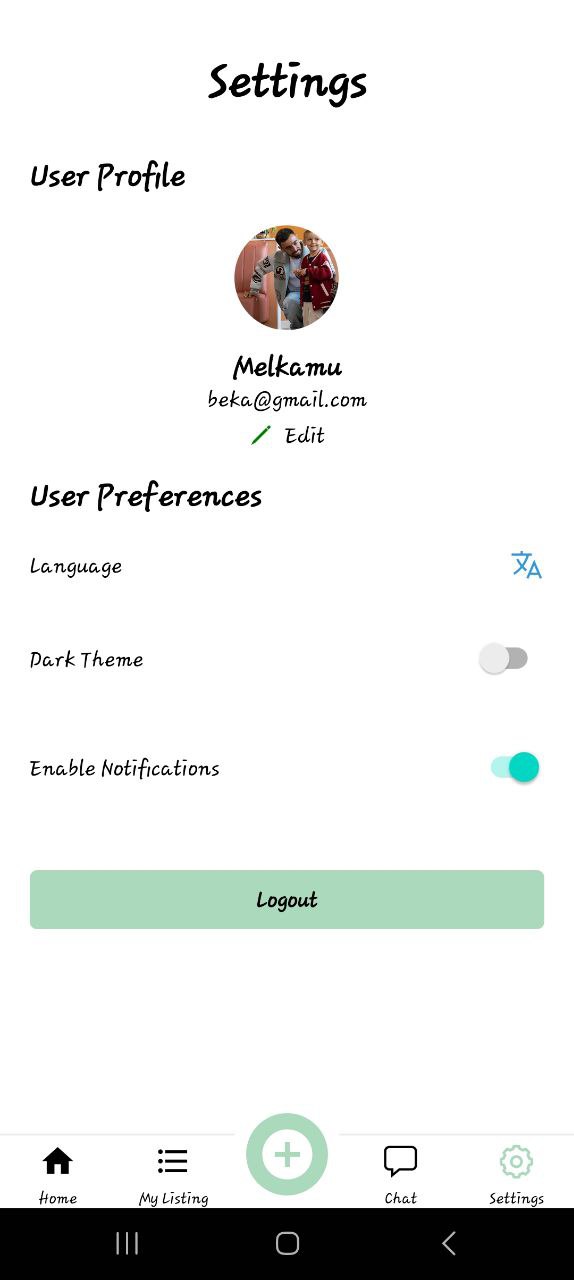 Settings
User Profile
Melkamu
beka@gmail.com
Edit
User Preferences
Language
Dark Theme
Enable Notifications
Logout
Home
My Listing
Chat
Settings